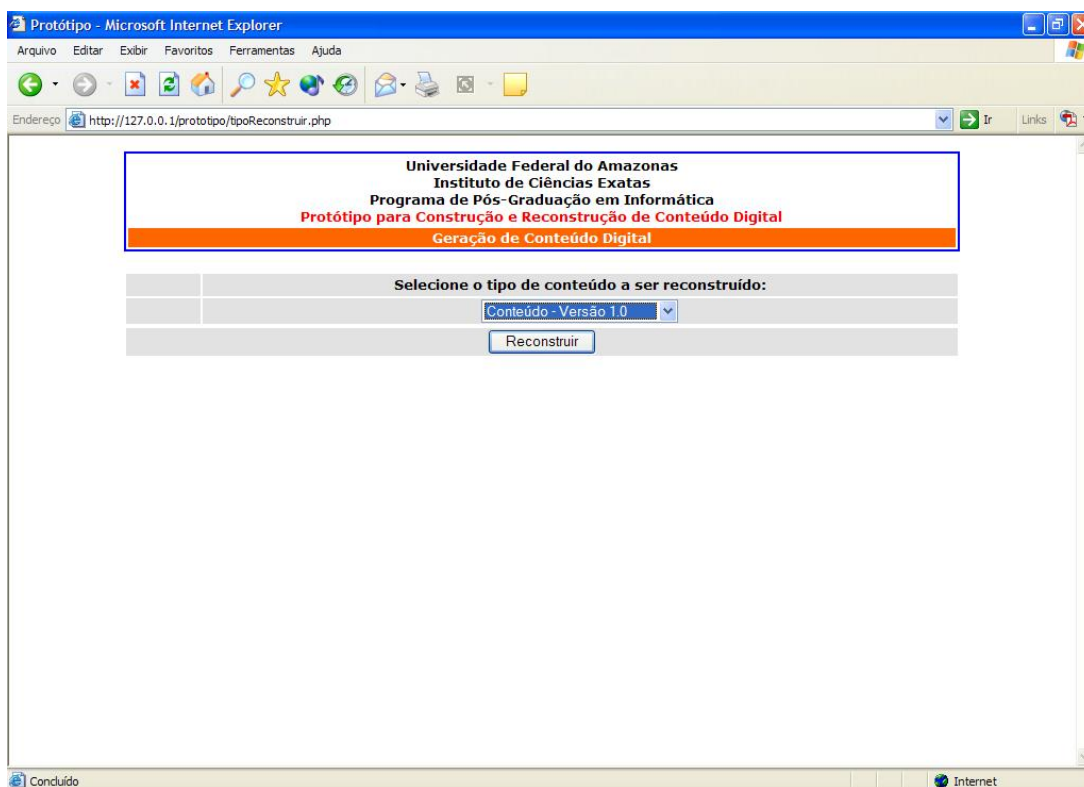 Protótipo - Microsoft Internet Explorer
Arquivo Editar Exibir Favoritos Ferramentas Ajuda
Endereço http://127.0.0.1/prototipo/tipoReconstruir.php Ir Links
Universidade Federal do Amazonas
Instituto de Ciências Exatas
Programa de Pós-Graduação em Informática
Protótipo para Construção e Reconstrução de Conteúdo Digital
Geração de Conteúdo Digital
Selecione o tipo de conteúdo a ser reconstruído:
Conteúdo - Versão 1.0
Reconstruir
Concluído Internet